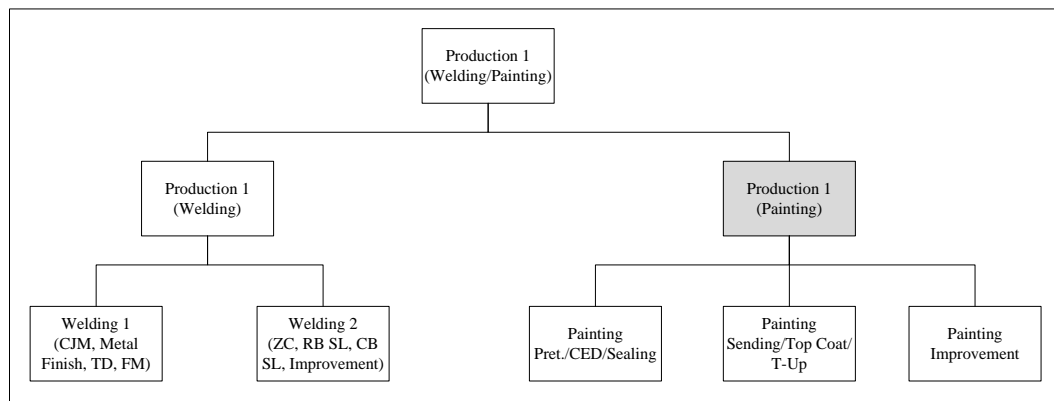 Production 1
(Welding/Painting)
Production 1
(Welding)
Production 1
(Painting)
Welding 1
(CJM, Metal
Finish, TD, FM)
Welding 2
(ZC, RB SL, CB
SL, Improvement)
Painting
Pret./CED/Sealing
Painting
Sending/Top Coat/
T-Up
Painting
Improvement